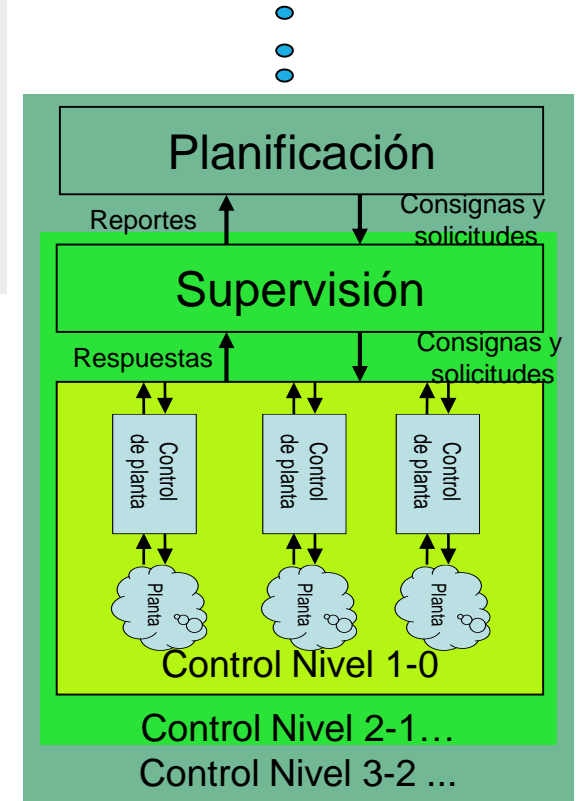 Planificación
Reportes
Consignas y
solicitudes
Supervisión
Respuestas
Consignas y
solicitudes
Control
de planta
Control
de planta
Control
de planta
Planta
Planta
Planta
Control Nivel 1-0
Control Nivel 2-1...
Control Nivel 3-2 ...